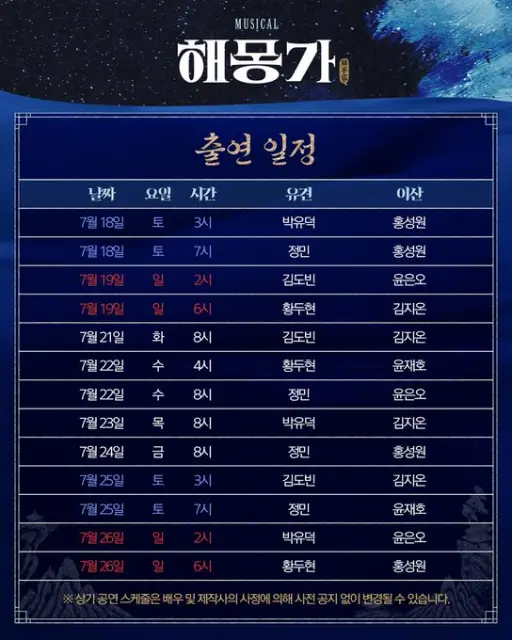 MUSICAL
해몽가
출연 일정
날짜 요일 시간 유견 이산
7월 18일 토 3시 박유덕 홍성원
7월 18일 토 7시 정민 홍성원
7월 19일 일 2시 김도빈 윤은오
7월 19일 일 6시 황두현 김지온
7월 21일 화 8시 김도빈 김지온
7월 22일 수 4시 황두현 윤재호
7월 22일 수 8시 정민 윤은오
7월 23일 목 8시 박유덕 김지온
7월 24일 금 8시 정민 홍성원
7월 25일 토 3시 김도빈 김지온
7월 25일 토 7시 정민 윤재호
7월 26일 일 2시 박유덕 윤은오
7월 26일 일 6시 황두현 홍성원
※ 상기 공연 스케줄은 배우 및 제작사의 사정에 의해 사전 공지 없이 변경될 수 있습니다.